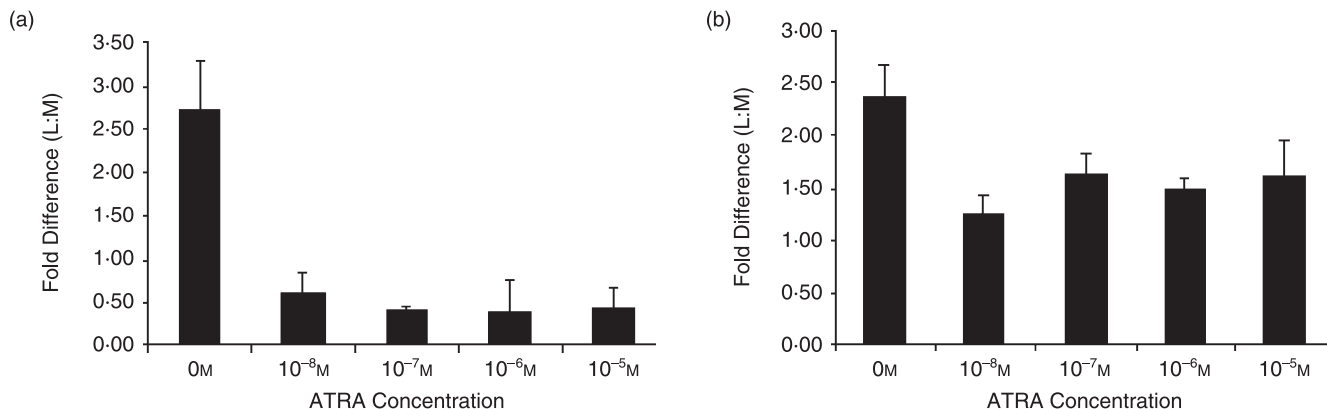 (a)
3·50
3·00
2·50
2·00
1·50
1·00
0·50
0·00
Fold Difference (L:M)
0M 10⁻⁸M 10⁻⁷M 10⁻⁶M 10⁻⁵M
ATRA Concentration
(b)
3·00
2·50
2·00
1·50
1·00
0·50
0·00
Fold Difference (L:M)
0M 10⁻⁸M 10⁻⁷M 10⁻⁶M 10⁻⁵M
ATRA Concentration